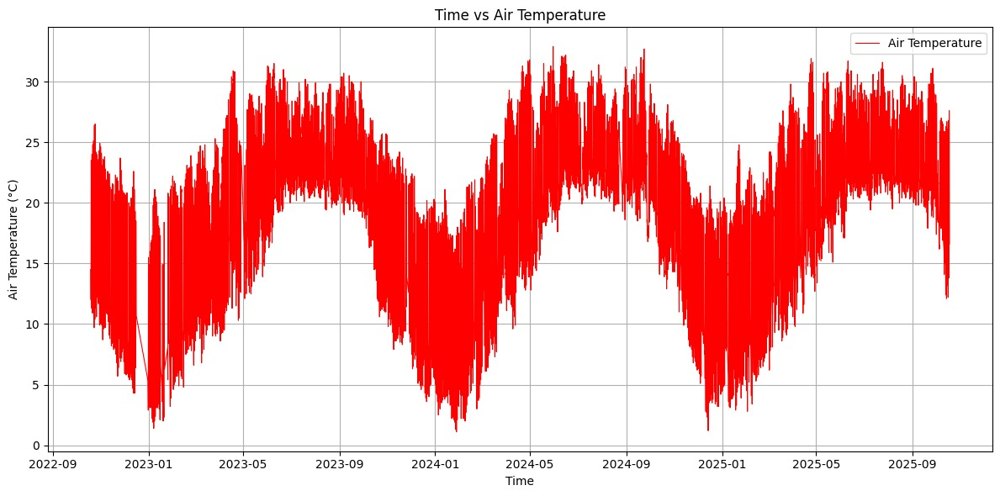 Time vs Air Temperature
Air Temperature
Air Temperature (°C)
30
25
20
15
10
5
0
2022-09 2023-01 2023-05 2023-09 2024-01 2024-05 2024-09 2025-01 2025-05 2025-09
Time